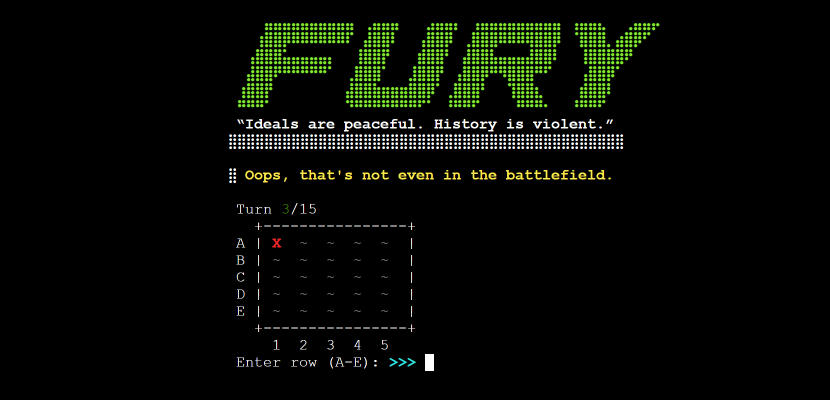 FURY
“Ideals are peaceful. History is violent.”
Oops, that's not even in the battlefield.
Turn 3/15
+----------------+
A | X ~ ~ ~ ~ |
B | ~ ~ ~ ~ ~ |
C | ~ ~ ~ ~ ~ |
D | ~ ~ ~ ~ ~ |
E | ~ ~ ~ ~ ~ |
+----------------+
1 2 3 4 5
Enter row (A-E): >>>